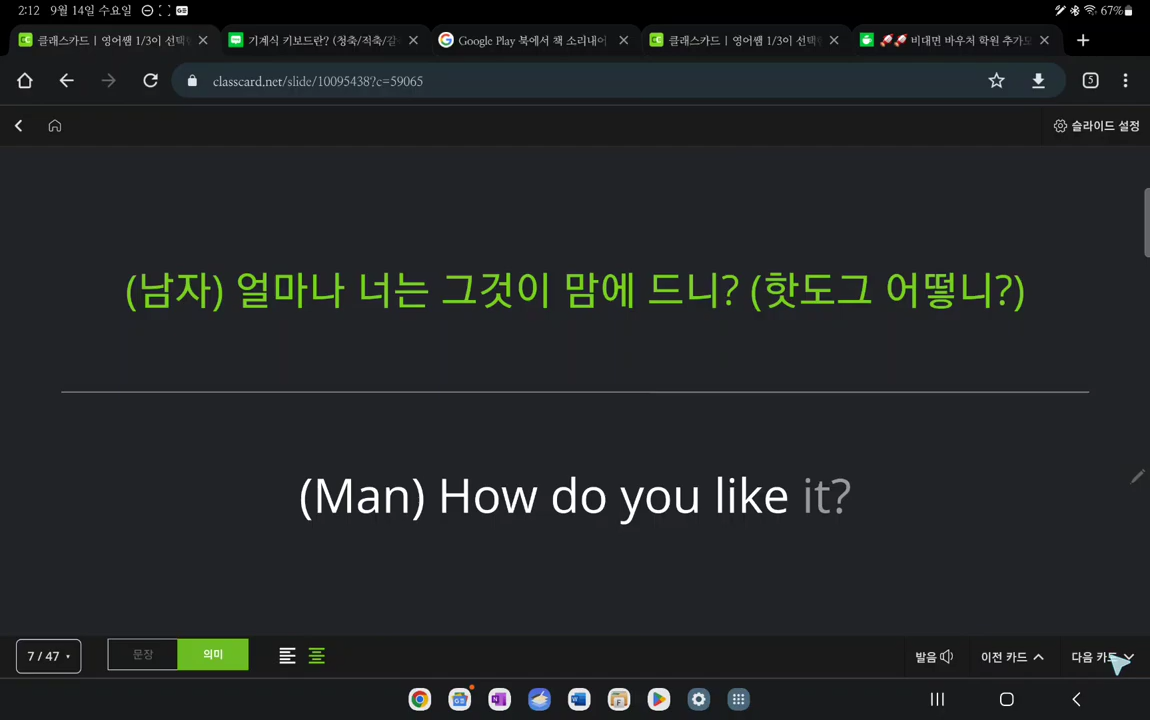 2:12 9월 14일 수요일
67%
클래스카드 | 영어쌤 1/3이 선택한
기계식 키보드란? (청축/적축/갈
Google Play 북에서 책 소리내어
클래스카드 | 영어쌤 1/3이 선택한
비대면 바우처 학원 추가모
classcard.net/slide/10095438?c=59065
5
슬라이드 설정
(남자) 얼마나 너는 그것이 맘에 드니? (핫도그 어떻니?)
(Man) How do you like it?
7 / 47
문장
의미
발음
이전 카드
다음 카드